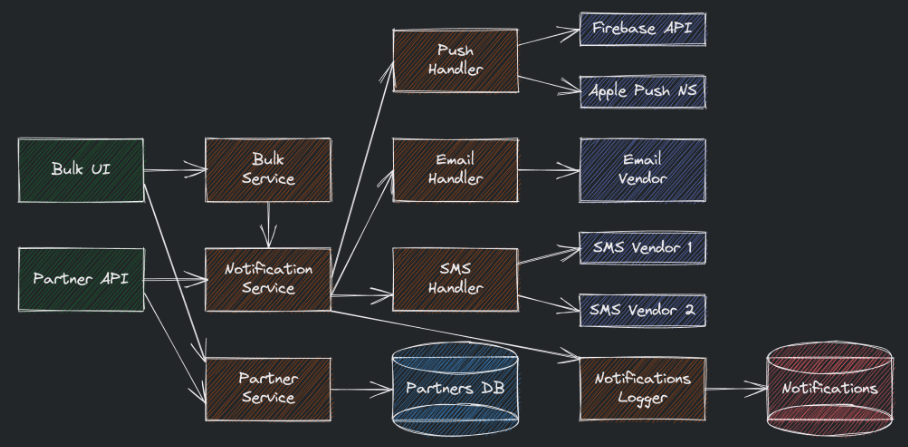 Firebase API
Push
Handler
Apple Push NS
Bulk UI
Bulk
Service
Email
Handler
Email
Vendor
Partner API
Notification
Service
SMS
Handler
SMS Vendor 1
SMS Vendor 2
Partner
Service
Partners DB
Notifications
Logger
Notifications